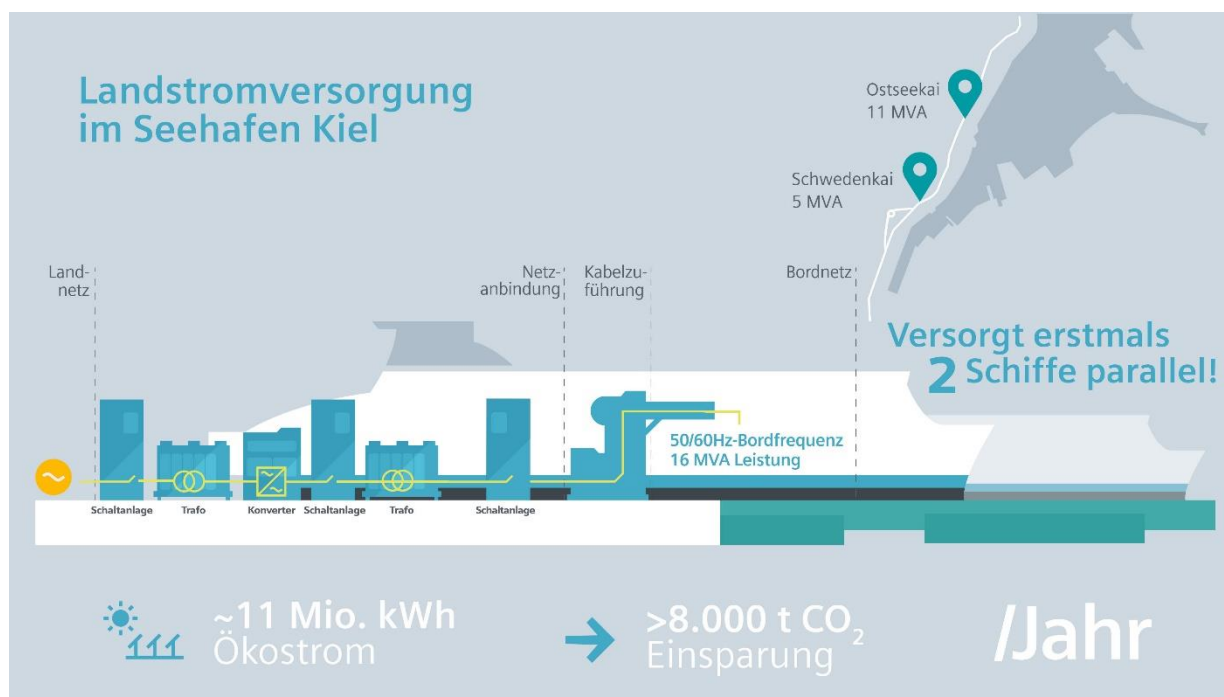 Landstromversorgung
im Seehafen Kiel
Ostseekai
11 MVA
Schwedenkai
5 MVA
Land-
netz
Netz-
anbindung
Kabelzu-
führung
Bordnetz
Versorgt erstmals
2 Schiffe parallel!
50/60Hz-Bordfrequenz
16 MVA Leistung
Schaltanlage
Trafo
Konverter
Schaltanlage
Trafo
Schaltanlage
~11 Mio. kWh
Ökostrom
>8.000 t CO₂
Einsparung
/Jahr